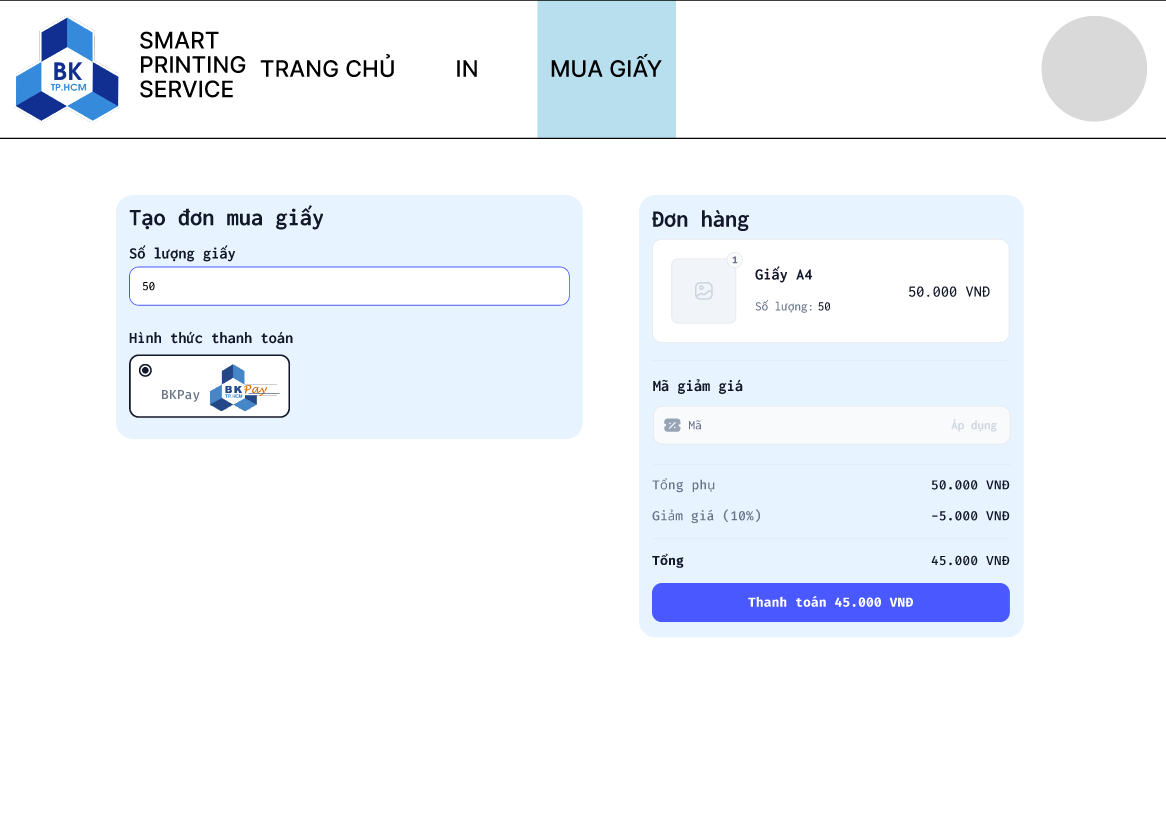 BK
TP.HCM
SMART
PRINTING
SERVICE
TRANG CHỦ
IN
MUA GIẤY
Tạo đơn mua giấy
Số lượng giấy
50
Hình thức thanh toán
BKPay
BK Pay
TP.HCM
Đơn hàng
1
Giấy A4
Số lượng: 50
50.000 VNĐ
Mã giảm giá
Mã
Áp dụng
Tổng phụ
50.000 VNĐ
Giảm giá (10%)
-5.000 VNĐ
Tổng
45.000 VNĐ
Thanh toán 45.000 VNĐ